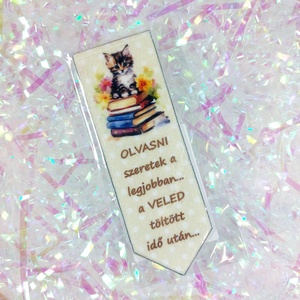 OLVASNI
szeretek a
legjobban...
a VELED
töltött
idő után...